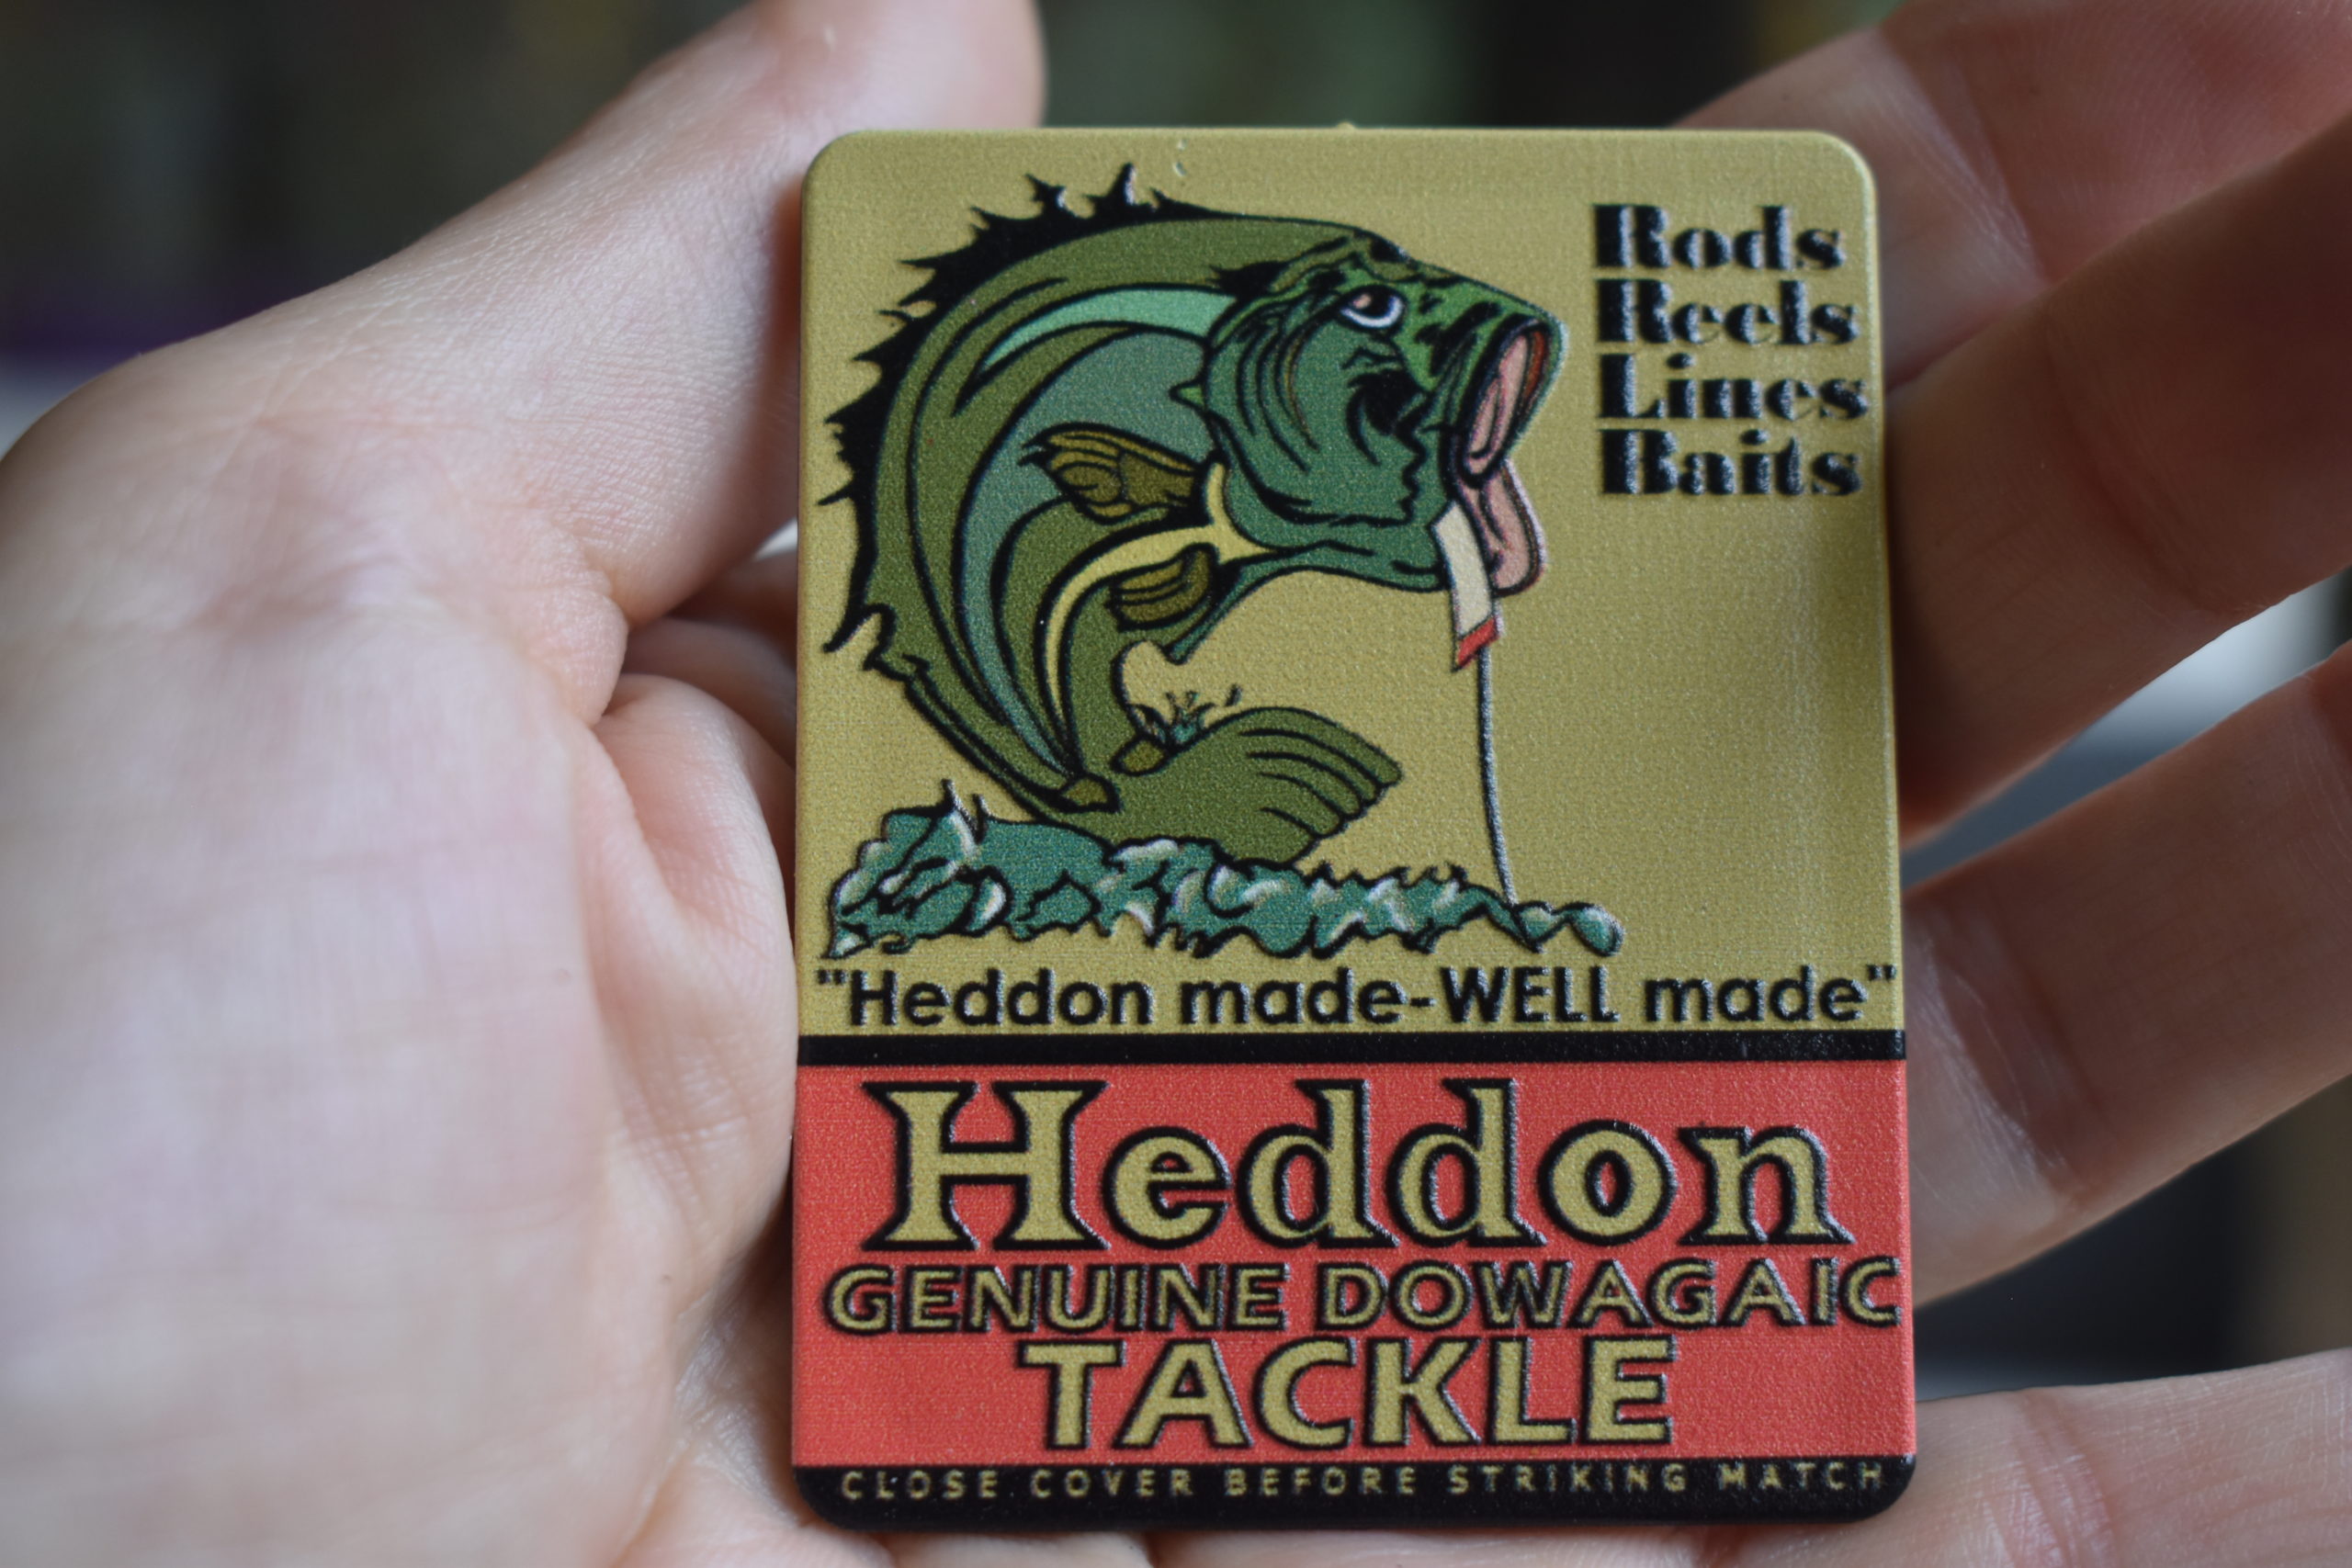 Rods
Reels
Lines
Baits
"Heddon made-WELL made"
Heddon
GENUINE DOWAGAIC
TACKLE
CLOSE COVER BEFORE STRIKING MATCH